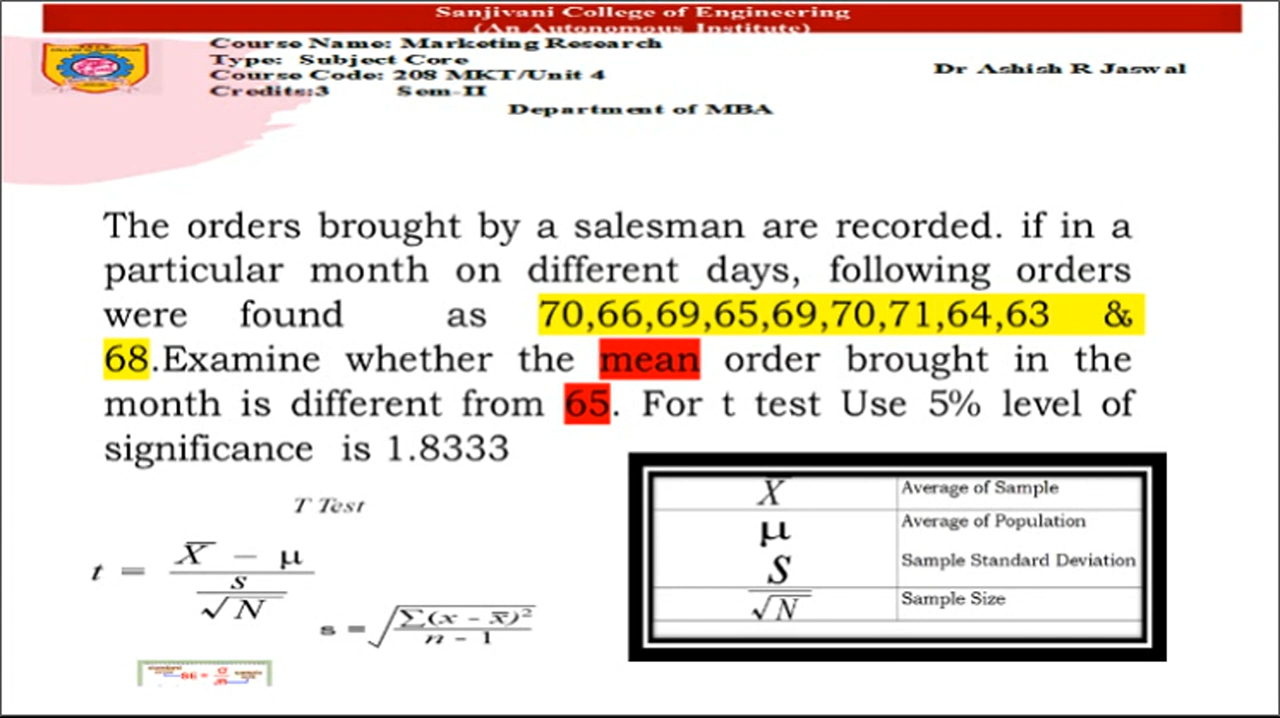 Sanjivani College of Engineering
(An Autonomous Institute)
Course Name: Marketing Research
Type: Subject Core
Course Code: 208 MKT/Unit 4
Credits:3 Sem-II
Dr Ashish R Jaswal
Department of MBA
The orders brought by a salesman are recorded. if in a
particular month on different days, following orders
were found as 70,66,69,65,69,70,71,64,63 &
68.Examine whether the mean order brought in the
month is different from 65. For t test Use 5% level of
significance is 1.8333
T Test
t = X̅ − μ
s
√N
s = √∑(x − x̅)²
n − 1
X̅ Average of Sample
μ Average of Population
S Sample Standard Deviation
√N Sample Size
SE = σ